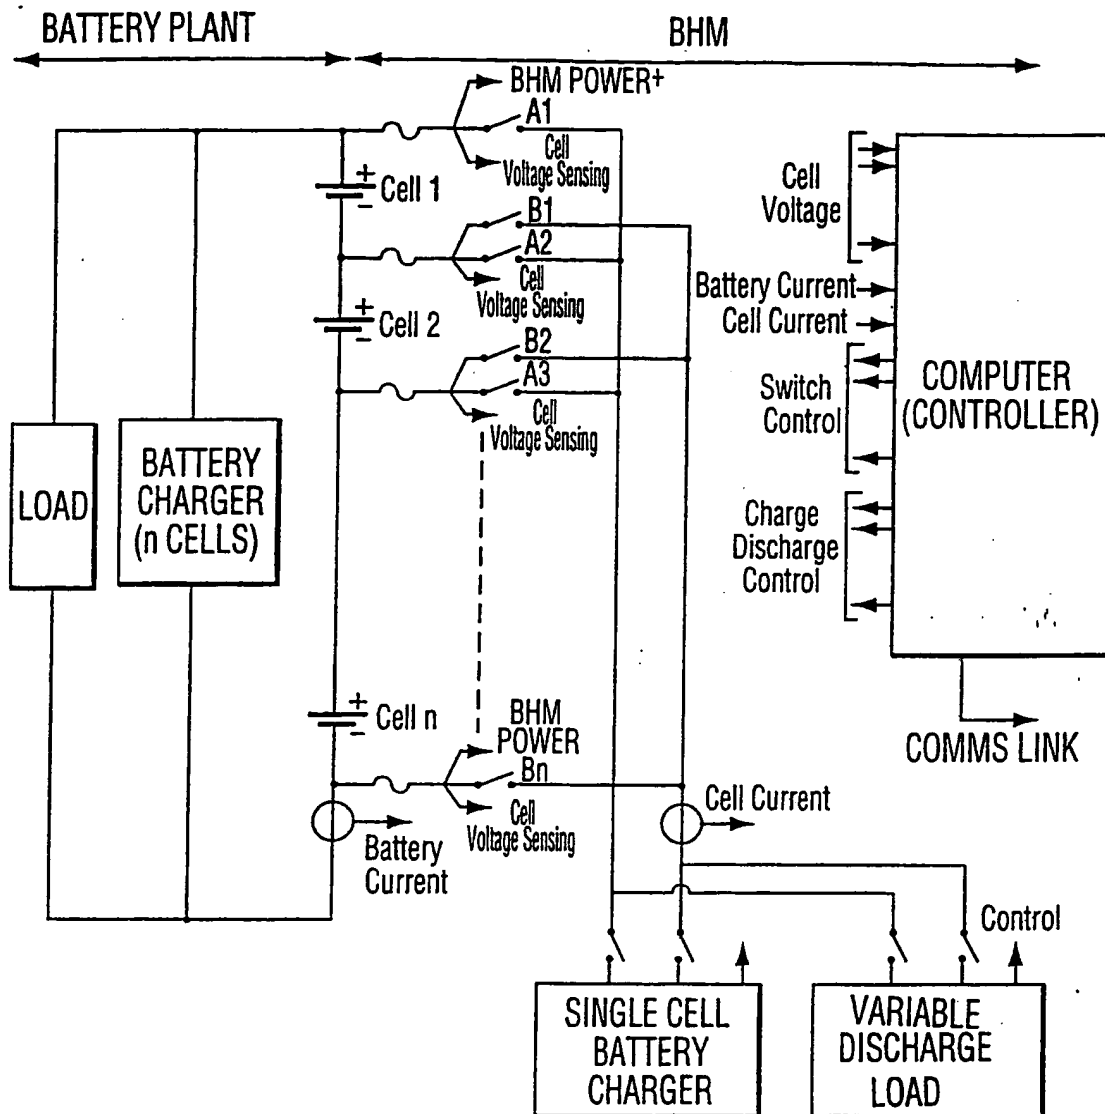 BATTERY PLANT
BHM
BHM POWER+
A1
Cell
Voltage Sensing
Cell 1
B1
A2
Cell
Voltage Sensing
Cell 2
B2
A3
Cell
Voltage Sensing
LOAD
BATTERY
CHARGER
(n CELLS)
Cell n
BHM
POWER
Bn
Cell
Voltage Sensing
Battery
Current
Cell Current
Cell
Voltage
Battery Current
Cell Current
Switch
Control
Charge
Discharge
Control
COMPUTER
(CONTROLLER)
COMMS LINK
Control
SINGLE CELL
BATTERY
CHARGER
VARIABLE
DISCHARGE
LOAD